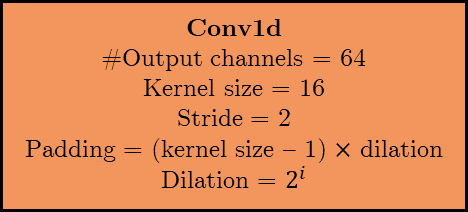 Conv1d
#Output channels = 64
Kernel size = 16
Stride = 2
Padding = (kernel size – 1) × dilation
Dilation = 2^i